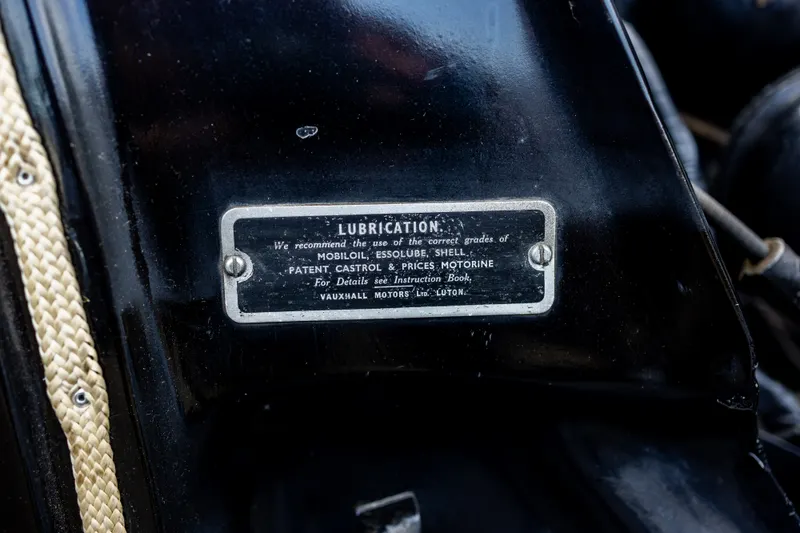 LUBRICATION.
We recommend the use of the correct grades of
MOBILOIL, ESSOLUBE, SHELL,
PATENT CASTROL & PRICES MOTORINE
For Details see Instruction Book.
VAUXHALL MOTORS LTD. LUTON.